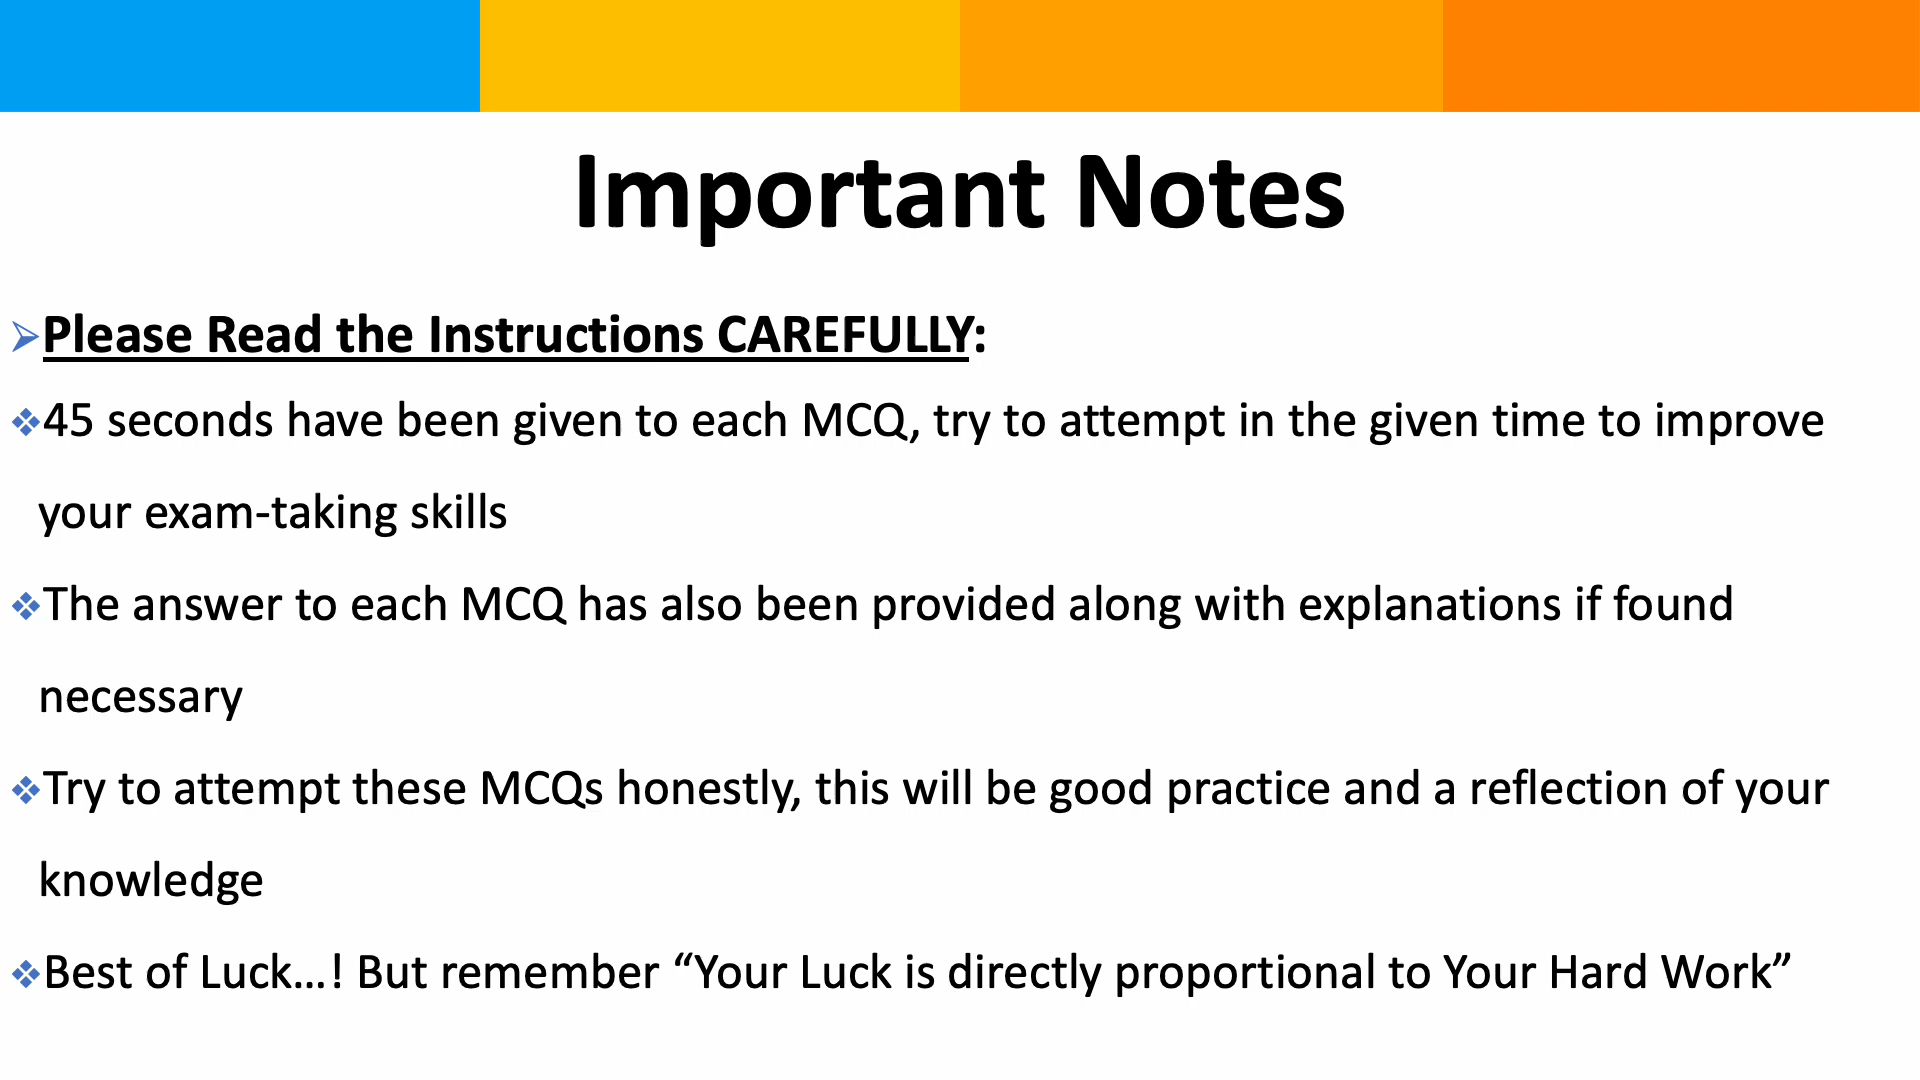 Important Notes
➢Please Read the Instructions CAREFULLY:
❖45 seconds have been given to each MCQ, try to attempt in the given time to improve
your exam-taking skills
❖The answer to each MCQ has also been provided along with explanations if found
necessary
❖Try to attempt these MCQs honestly, this will be good practice and a reflection of your
knowledge
❖Best of Luck…! But remember “Your Luck is directly proportional to Your Hard Work”